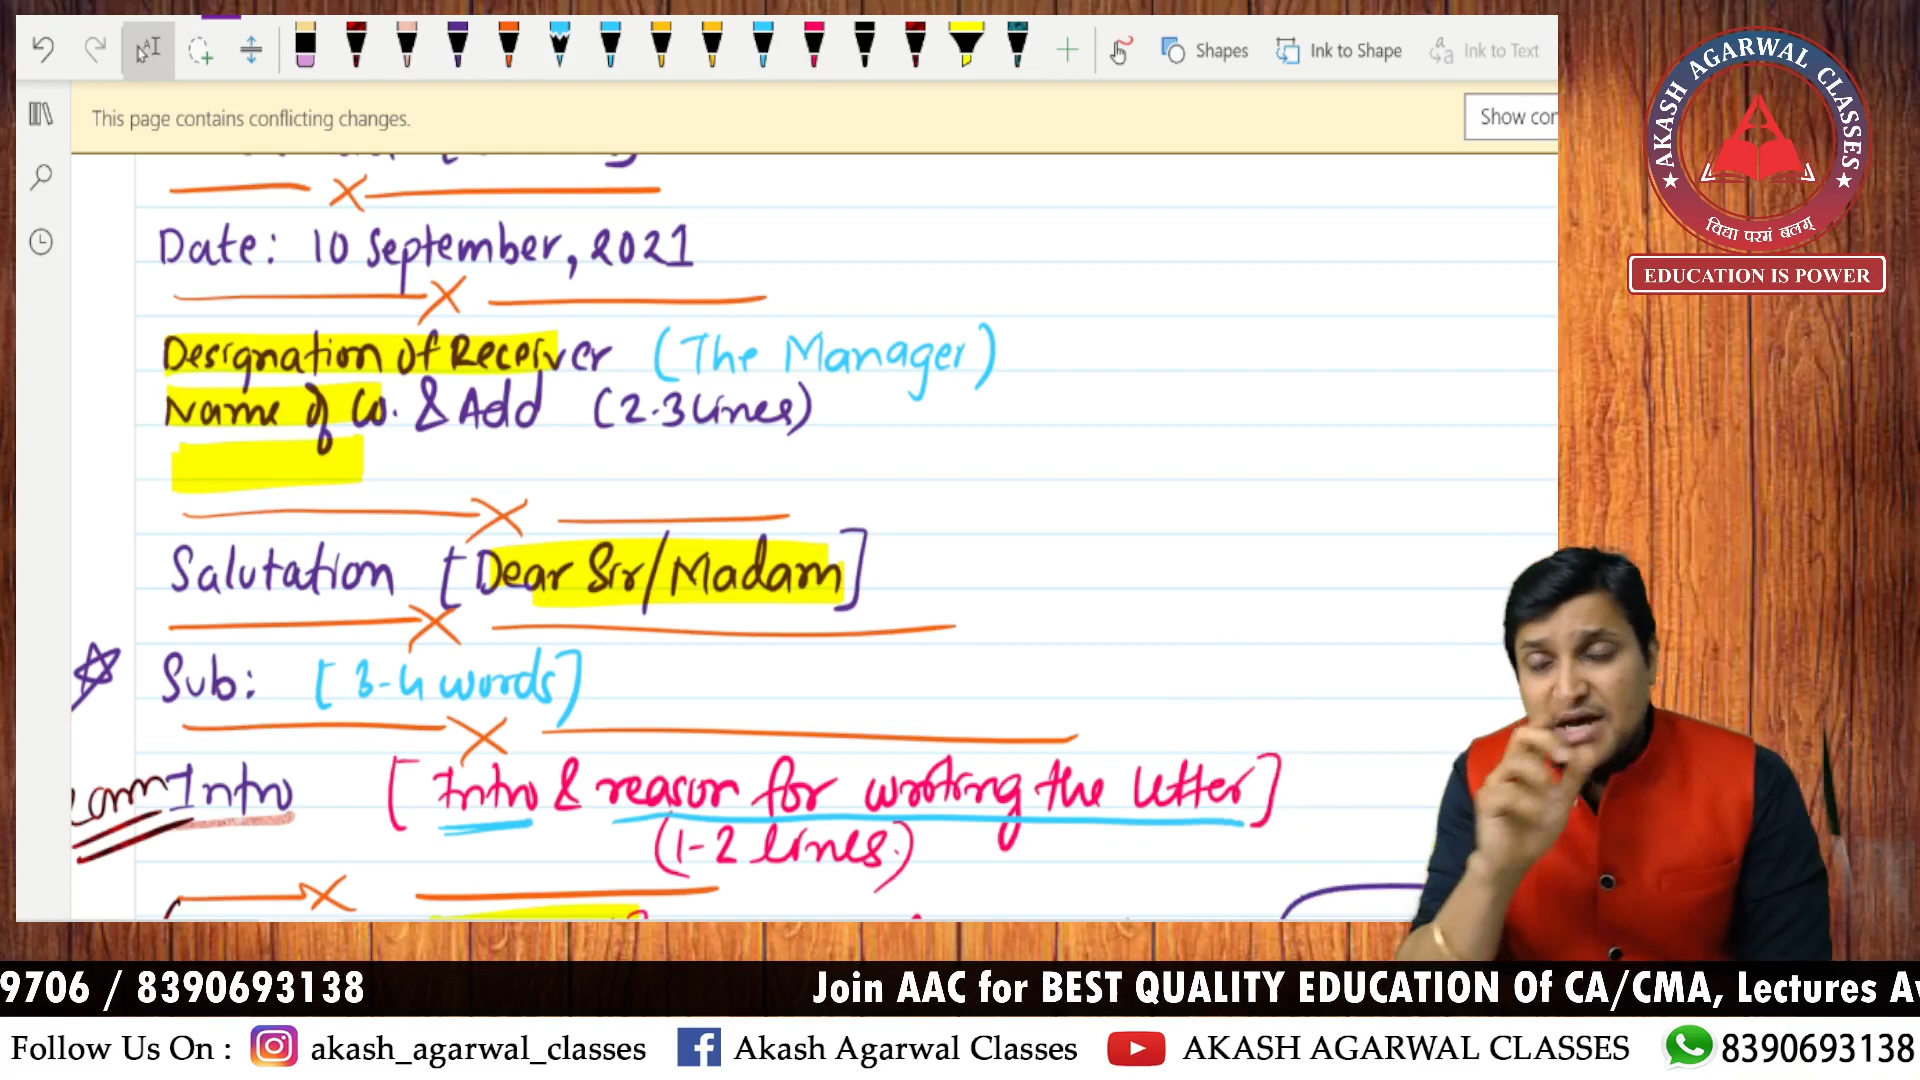 Shapes
Ink to Shape
Ink to Text
This page contains conflicting changes.
Show con
Date: 10 September, 2021
Designation of Receiver (The Manager)
Name of Co. & Add (2-3 lines)
Salutation [Dear Sir/Madam]
Sub: [3-4 words]
Intro [Intro & reason for writing the letter]
(1-2 lines.)
AKASH AGARWAL CLASSES
विद्या परमं बलम्
EDUCATION IS POWER
9706 / 8390693138 Join AAC for BEST QUALITY EDUCATION Of CA/CMA, Lectures Av
Follow Us On : akash_agarwal_classes Akash Agarwal Classes AKASH AGARWAL CLASSES 8390693138